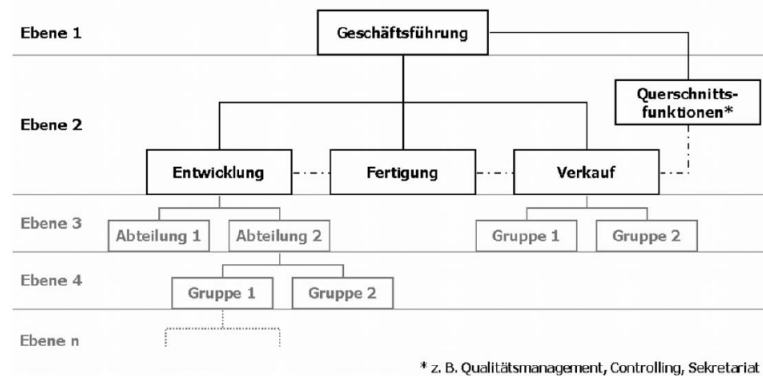 Ebene 1
Geschäftsführung
Querschnitts-
funktionen*
Ebene 2
Entwicklung
Fertigung
Verkauf
Ebene 3
Abteilung 1
Abteilung 2
Gruppe 1
Gruppe 2
Ebene 4
Gruppe 1
Gruppe 2
Ebene n
* z. B. Qualitätsmanagement, Controlling, Sekretariat